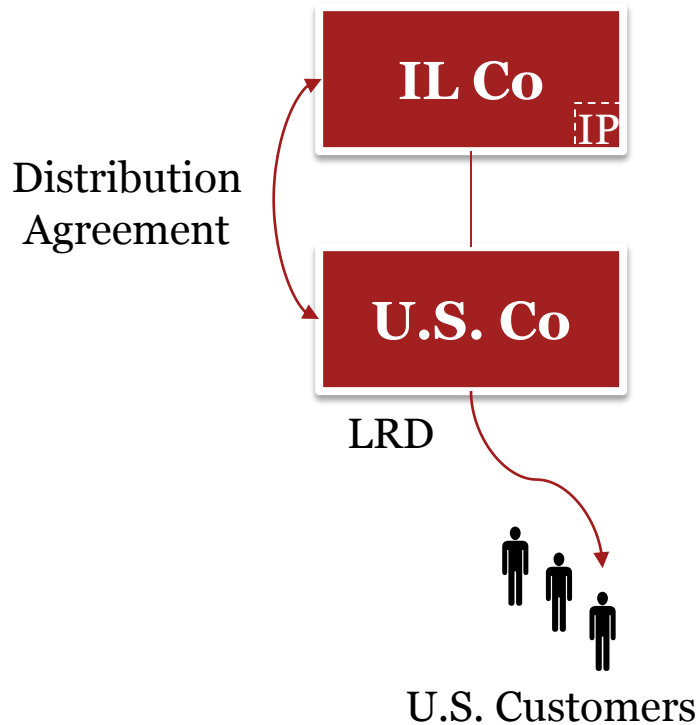 IL Co
IP
Distribution
Agreement
U.S. Co
LRD
U.S. Customers